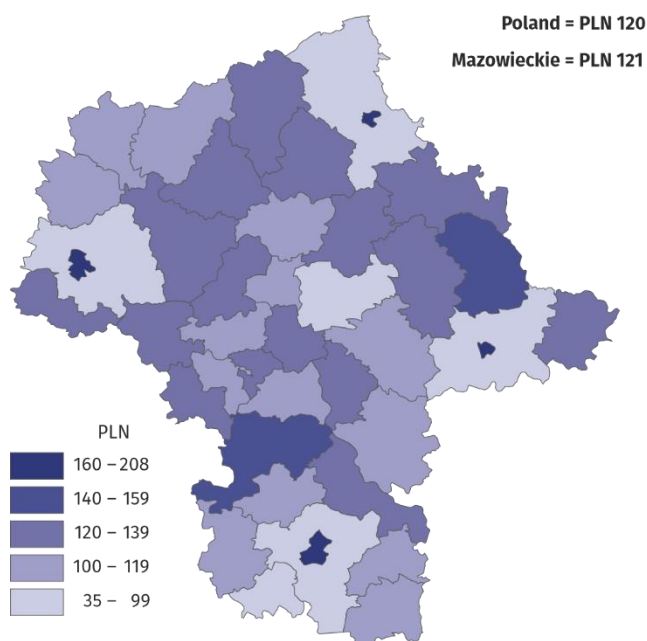 Poland = PLN 120
Mazowieckie = PLN 121
PLN
160 – 208
140 – 159
120 – 139
100 – 119
35 – 99